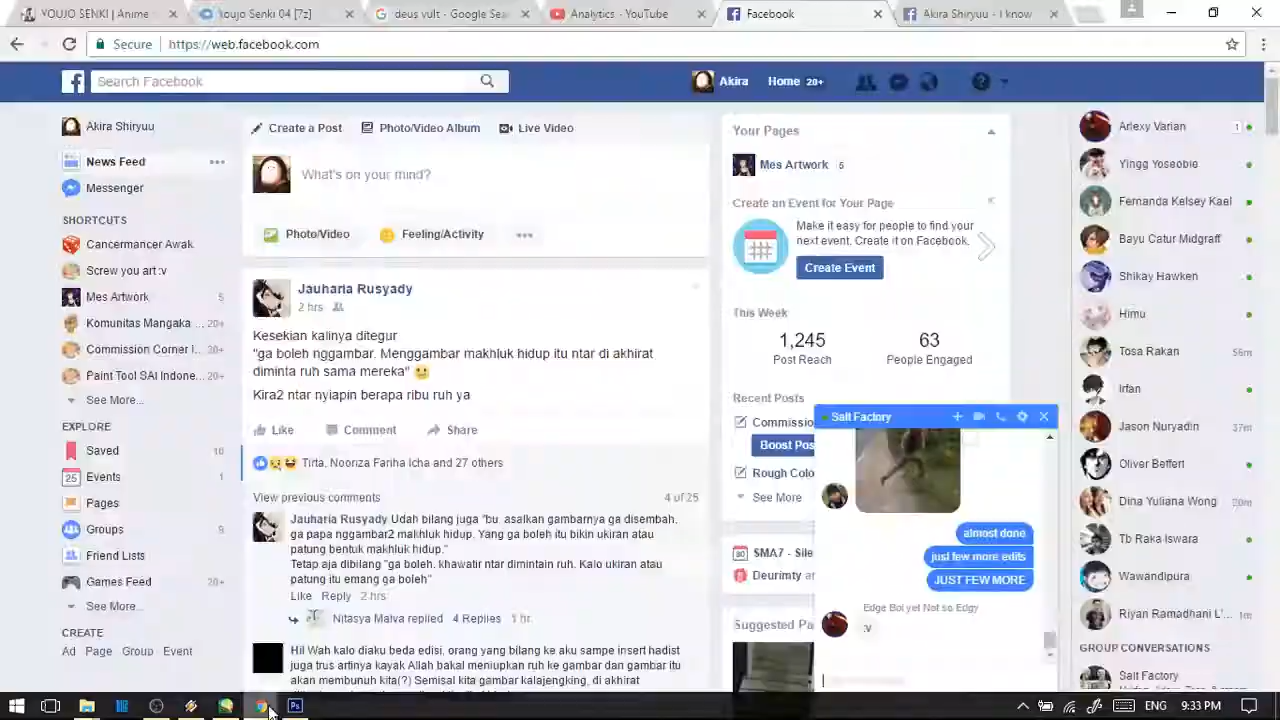 YOUJO SENKI | Anime
Youjo Senki 04 [7z]
deus vult - Google Sea
Analytics - YouTube
Facebook
Akira Shiryuu - I know
Secure
https://web.facebook.com
Search Facebook
Akira
Home 20+
Akira Shiryuu
News Feed
Messenger
SHORTCUTS
Cancermancer Awak.
Screw you art :v
Mes Artwork 5
Komunitas Mangaka ... 20+
Commission Corner I... 20+
Paint Tool SAI Indone... 20+
See More...
EXPLORE
Saved 10
Events 1
Pages
Groups 9
Friend Lists
Games Feed 20+
See More...
CREATE
Ad Page Group Event
Create a Post
Photo/Video Album
Live Video
What's on your mind?
Photo/Video
Feeling/Activity
Jauharia Rusyady
2 hrs
Kesekian kalinya ditegur
"ga boleh nggambar. Menggambar makhluk hidup itu ntar di akhirat
diminta ruh sama mereka"
Kira2 ntar nyiapin berapa ribu ruh ya
Like Comment Share
Tirta, Nooriza Fariha Icha and 27 others
View previous comments 4 of 25
Jauharia Rusyady Udah bilang juga "bu, asalkan gambarnya ga disembah,
ga papa nggambar2 makhluk hidup. Yang ga boleh itu bikin ukiran atau
patung bentuk makhluk hidup."
Tetap aja dibilang "ga boleh. khawatir ntar dimintain ruh. Kalo ukiran atau
patung itu emang ga boleh"
Like Reply 2 hrs
Nitasya Malva replied 4 Replies 1 hr
Hil Wah kalo diaku beda edisi, orang yang bilang ke aku sampe insert hadist
juga trus artinya kayak Allah bakal meniupkan ruh ke gambar dan gambar itu
akan membunuh kita(?) Semisal kita gambar kalajengking, di akhirat
Your Pages
Mes Artwork 5
Create an Event for Your Page
Make it easy for people to find your
next event. Create it on Facebook.
Create Event
This Week
1,245
Post Reach
63
People Engaged
Recent Posts
Commissio
Boost Pos
Rough Colo
See More
SMA7 - Sile
Deurimty ar
Suggested Pa
Salt Factory
almost done
just few more edits
JUST FEW MORE
Edge Boi yet Not so Edgy
:v
Arlexy Varian 1
Yingg Yoseobie
Fernanda Kelsey Kael
Bayu Catur Midgraff
Shikay Hawken
Himu
Tosa Rakan
Irfan
Jason Nuryadin 37m
Oliver Beffert
Dina Yuliana Wong
Tb Raka Iswara
Wawandipura
Riyan Ramadhani L'... 1m
GROUP CONVERSATIONS
Salt Factory
ENG 9:33 PM